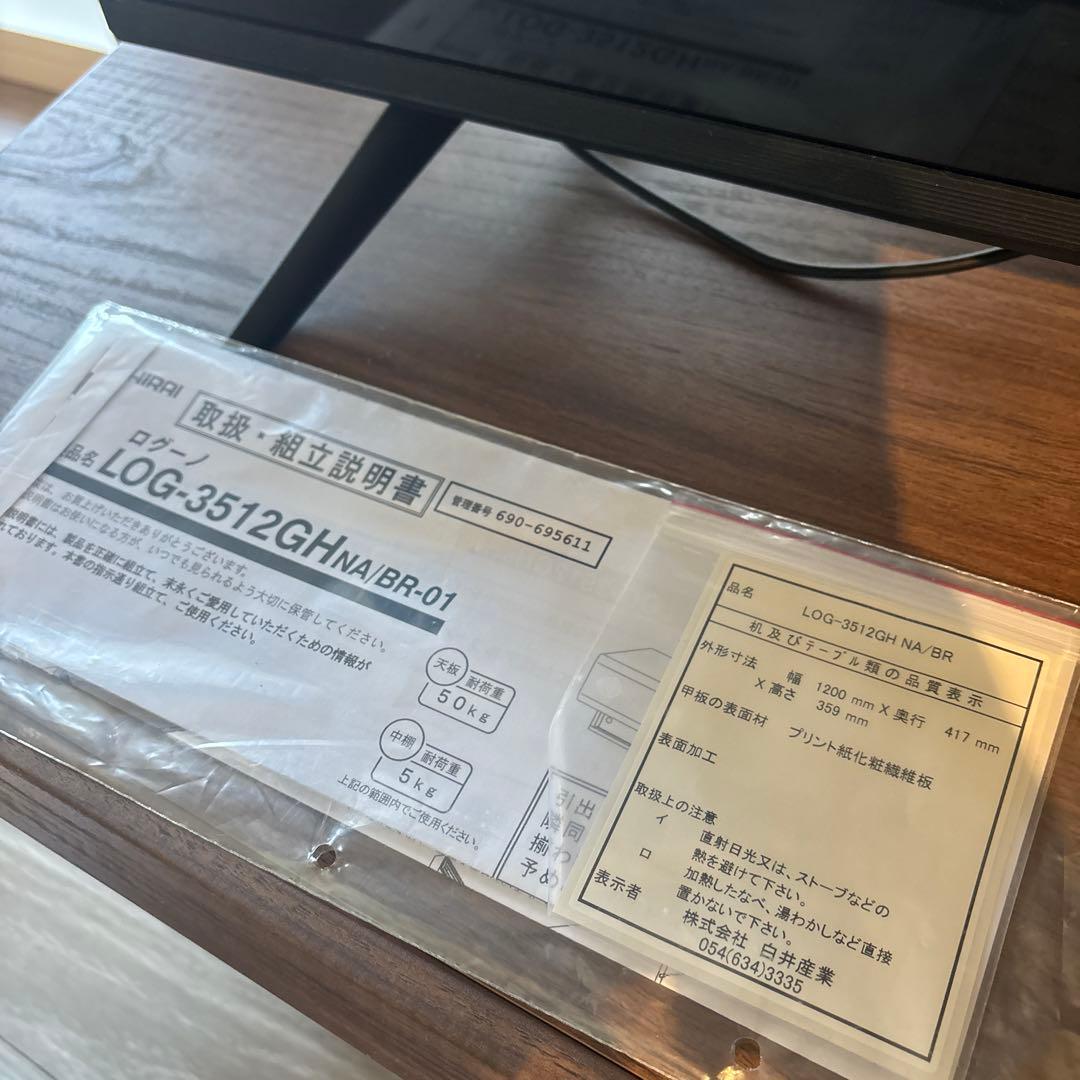 HIRAI
取扱・組立説明書
管理番号 690-695611
ログーノ
品名 LOG-3512GHNA/BR-01
は、お買上げいただきありがとうございます。
説明書はお使いになる方が、いつでも見られるよう大切に保管してください。
説明書には、製品を正確に組立て、末永くご愛用していただくための情報が
れております。本書の指示通り組立て、ご使用ください。
天板 耐荷重
50kg
中棚 耐荷重
5kg
上記の範囲内でご使用ください。
引出
隣同
揃わ
予め
品名 LOG-3512GH NA/BR
机及びテーブル類の品質表示
外形寸法 幅 1200 mm X 奥行 417 mm
X 高さ 359 mm
甲板の表面材 プリント紙化粧繊維板
表面加工
取扱上の注意
イ 直射日光又は、ストーブなどの
熱を避けて下さい。
ロ 加熱したなべ、湯わかしなど直接
置かないで下さい。
表示者 株式会社 白井産業
054(634)3335